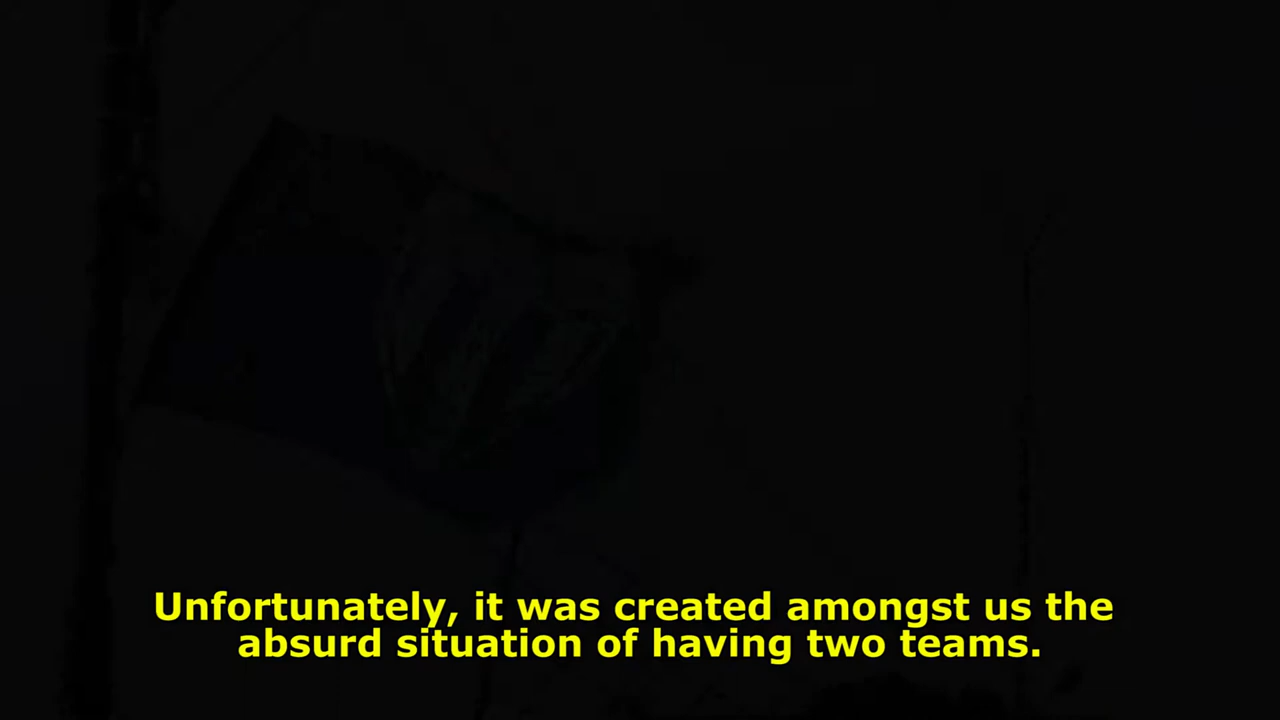 Unfortunately, it was created amongst us the
absurd situation of having two teams.